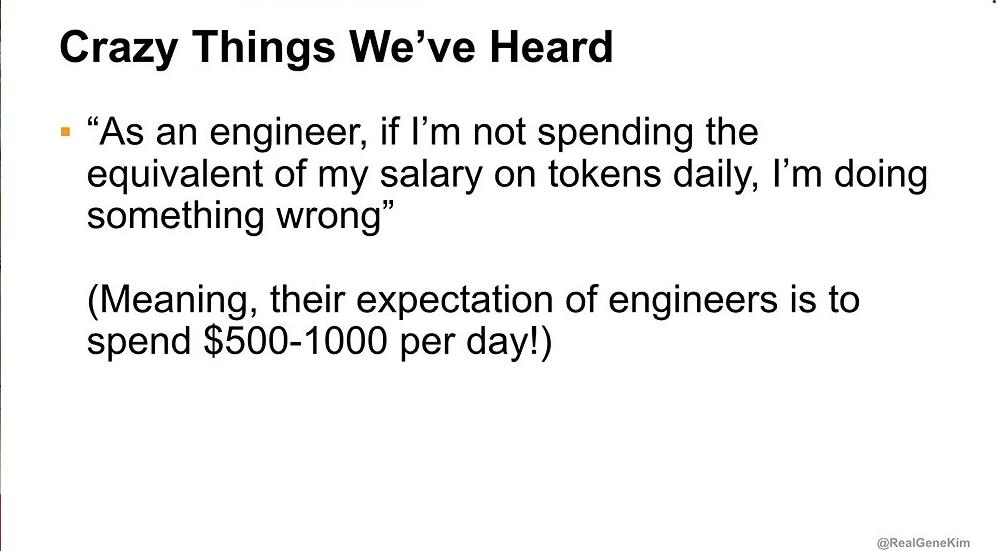 Crazy Things We’ve Heard
“As an engineer, if I’m not spending the
equivalent of my salary on tokens daily, I’m doing
something wrong”
(Meaning, their expectation of engineers is to
spend $500-1000 per day!)
@RealGeneKim